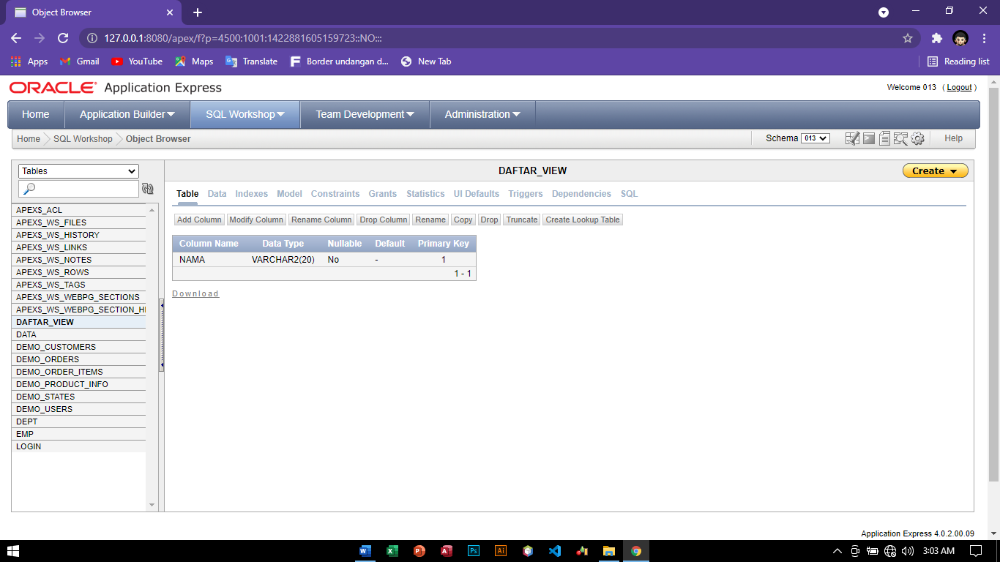 Object Browser
127.0.0.1:8080/apex/f?p=4500:1001:1422881605159723::NO:::
Apps Gmail YouTube Maps Translate Border undangan d... New Tab Reading list
ORACLE Application Express Welcome 013 ( Logout )
Home Application Builder SQL Workshop Team Development Administration
Home SQL Workshop Object Browser Schema 013 Help
Tables
DAFTAR_VIEW Create
Table Data Indexes Model Constraints Grants Statistics UI Defaults Triggers Dependencies SQL
Add Column Modify Column Rename Column Drop Column Rename Copy Drop Truncate Create Lookup Table
Column Name Data Type Nullable Default Primary Key
NAMA VARCHAR2(20) No - 1
1 - 1
Download
APEX$_ACL
APEX$_WS_FILES
APEX$_WS_HISTORY
APEX$_WS_LINKS
APEX$_WS_NOTES
APEX$_WS_ROWS
APEX$_WS_TAGS
APEX$_WS_WEBPG_SECTIONS
APEX$_WS_WEBPG_SECTION_HI
DAFTAR_VIEW
DATA
DEMO_CUSTOMERS
DEMO_ORDERS
DEMO_ORDER_ITEMS
DEMO_PRODUCT_INFO
DEMO_STATES
DEMO_USERS
DEPT
EMP
LOGIN
Application Express 4.0.2.00.09
3:03 AM